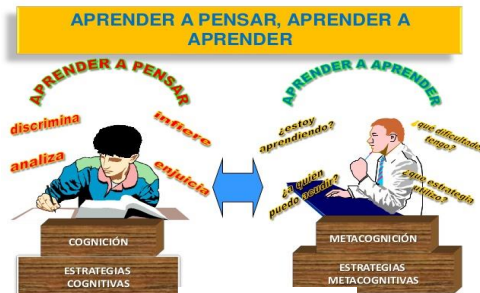 APRENDER A PENSAR, APRENDER A
APRENDER
APRENDER A PENSAR
discrimina
infiere
analiza
enjuicia
COGNICIÓN
ESTRATEGIAS
COGNITIVAS
APRENDER A APRENDER
¿estoy
aprendiendo?
¿qué dificultades
tengo?
¿a quién
puedo acudir?
¿qué estrategia
utilizo?
METACOGNICIÓN
ESTRATEGIAS
METACOGNITIVAS